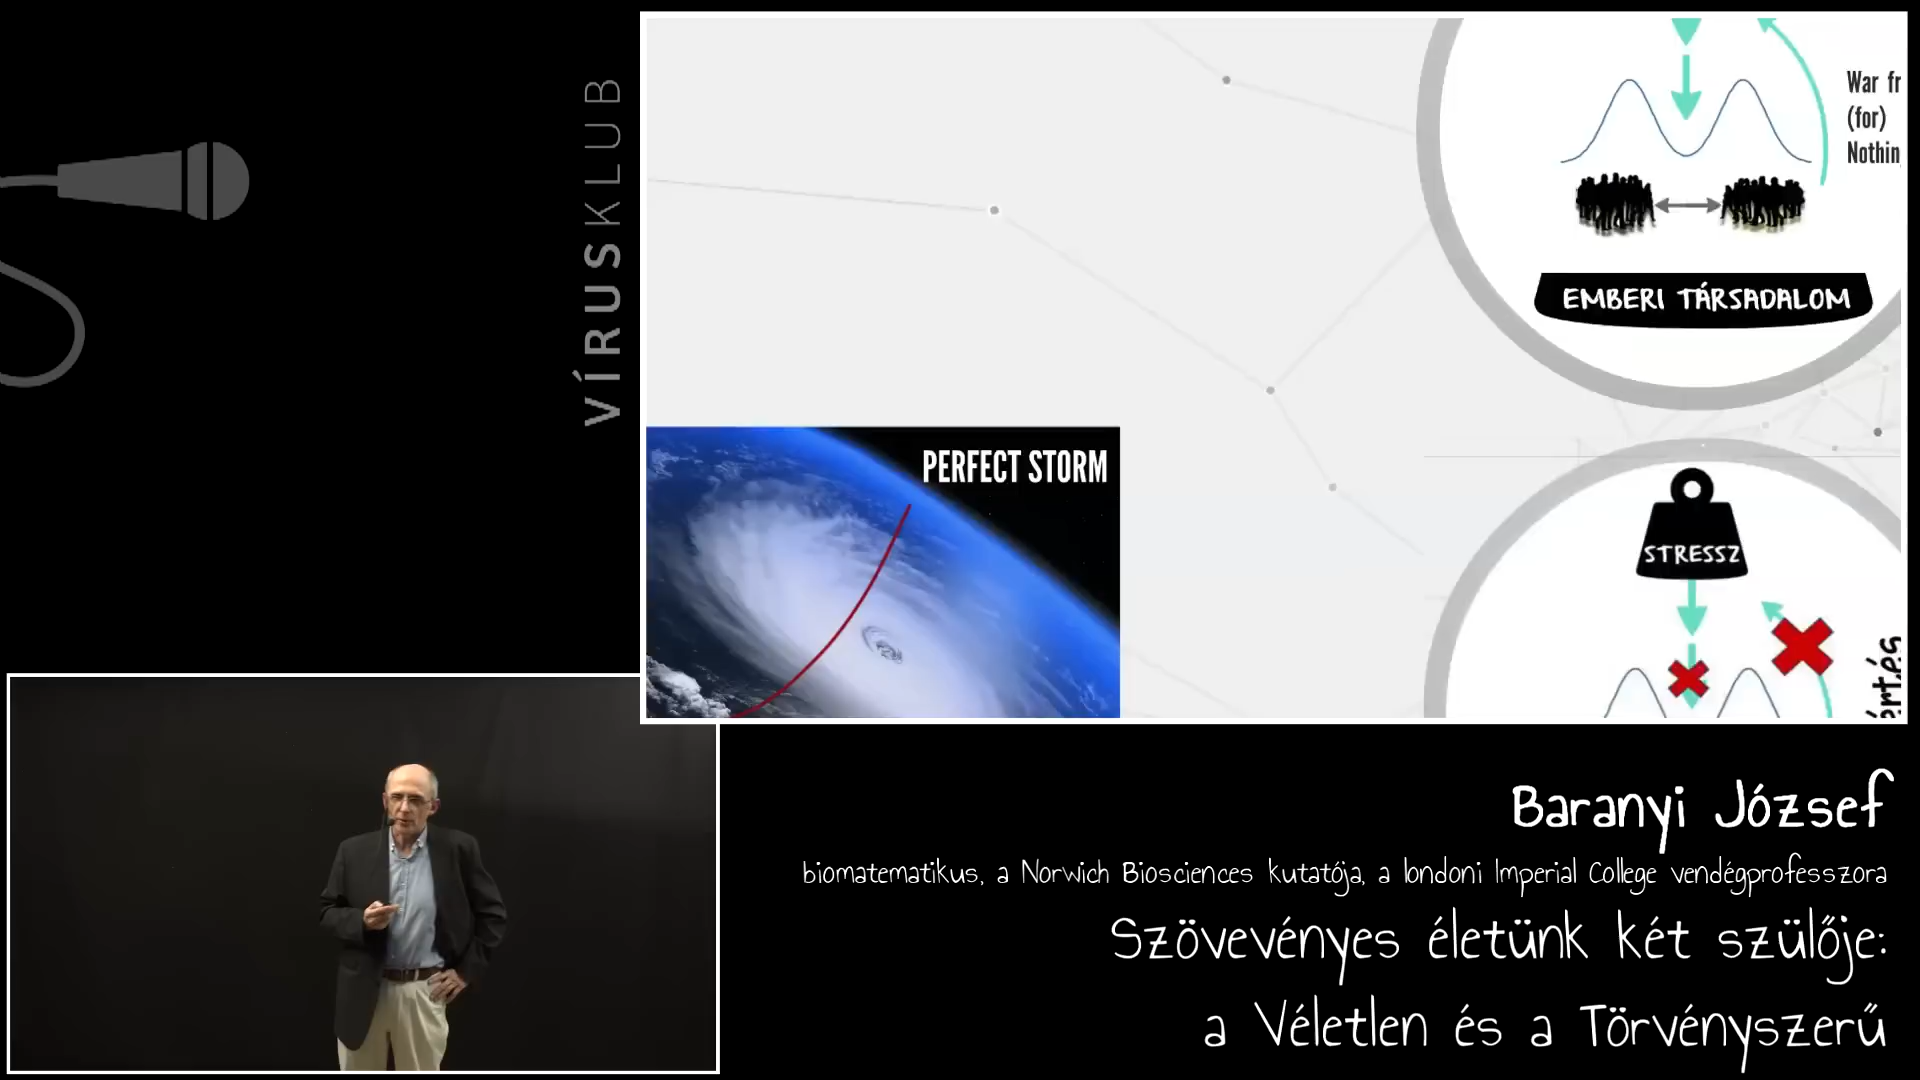 VÍRUSKLUB
War fr
(for)
Nothin
EMBERI TÁRSADALOM
PERFECT STORM
STRESSZ
értés
Baranyi József
biomatematikus, a Norwich Biosciences kutatója, a londoni Imperial College vendégprofesszora
Szövevényes életünk két szülője:
a Véletlen és a Törvényszerű